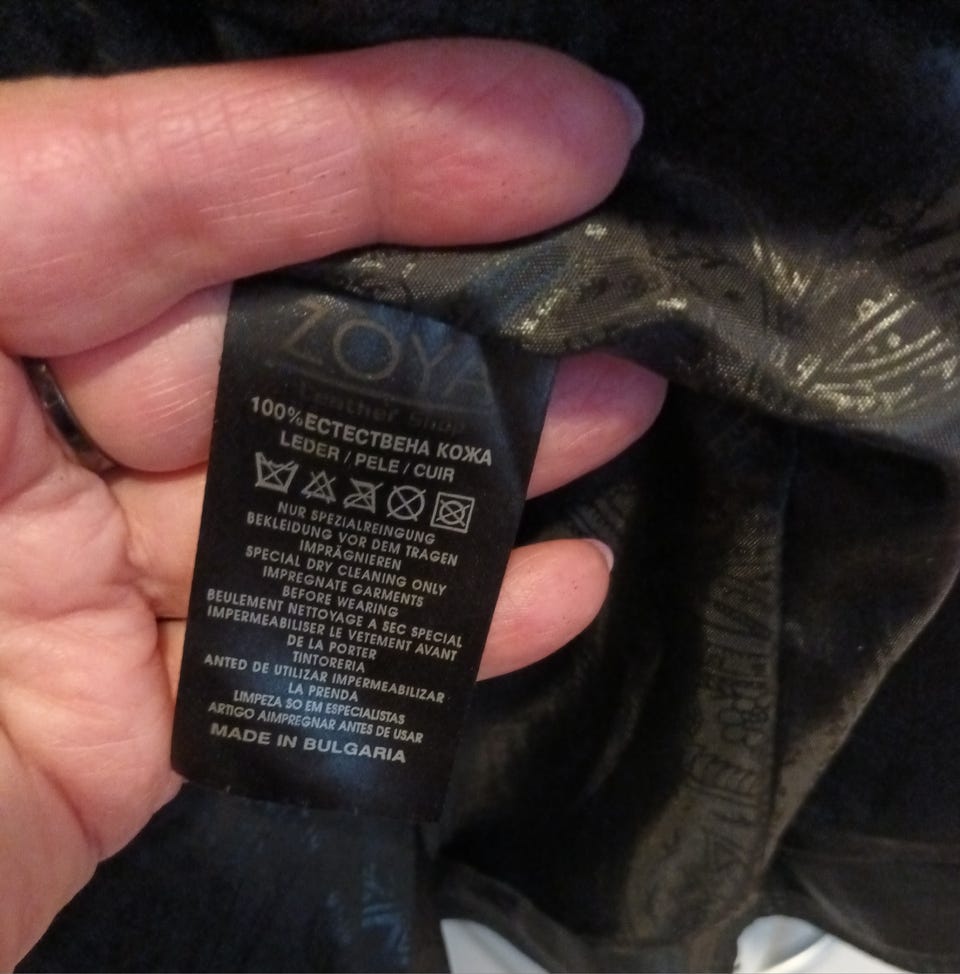 ZOYA
Leather Shop
100%ЕСТЕСТВЕНА КОЖА
LEDER / PELE / CUIR
NUR SPEZIALREINGUNG
BEKLEIDUNG VOR DEM TRAGEN
IMPRÄGNIEREN
SPECIAL DRY CLEANING ONLY
IMPREGNATE GARMENTS
BEFORE WEARING
BEULEMENT NETTOYAGE A SEC SPECIAL
IMPERMEABILISER LE VETEMENT AVANT
DE LA PORTER
TINTORERIA
ANTED DE UTILIZAR IMPERMEABILIZAR
LA PRENDA
LIMPEZA SO EM ESPECIALISTAS
ARTIGO AIMPREGNAR ANTES DE USAR
MADE IN BULGARIA